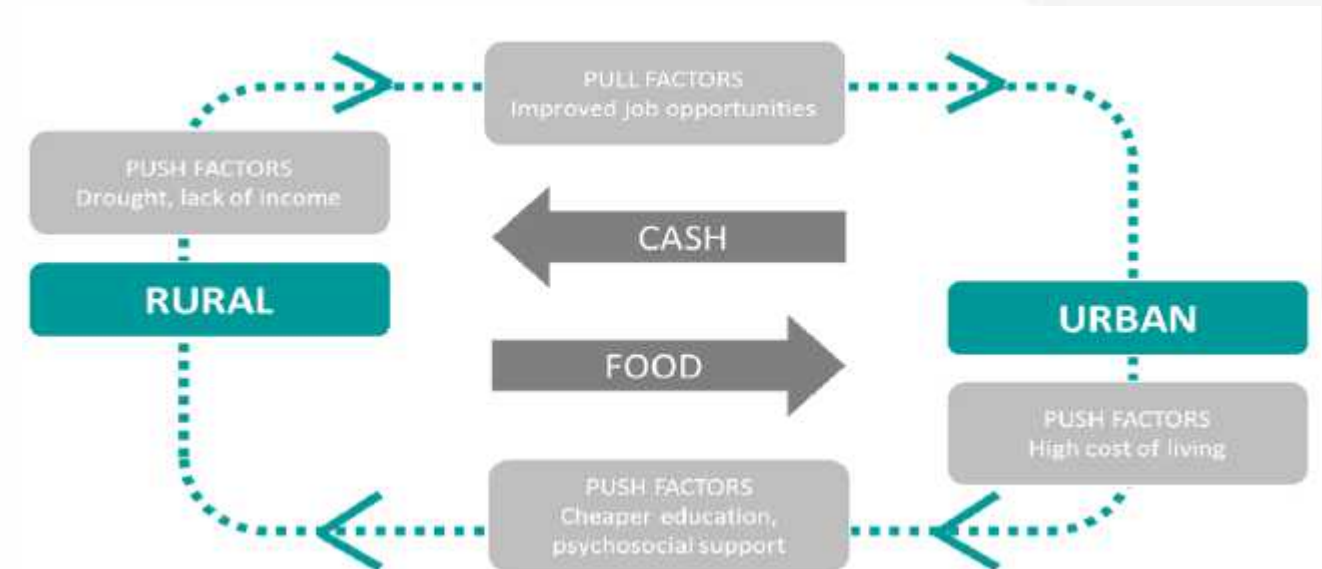 PULL FACTORS
Improved job opportunities
PUSH FACTORS
Drought, lack of income
CASH
RURAL
URBAN
FOOD
PUSH FACTORS
High cost of living
PUSH FACTORS
Cheaper education,
psychosocial support